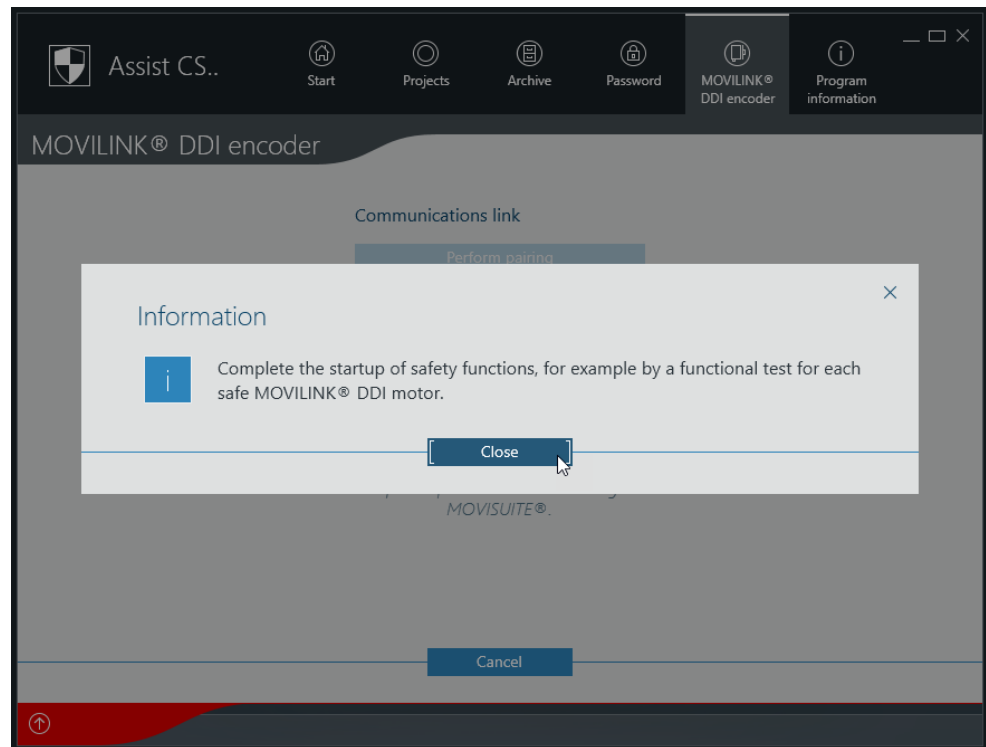 Assist CS..
Start
Projects
Archive
Password
MOVILINK®
DDI encoder
Program
information
MOVILINK® DDI encoder
Communications link
Perform pairing
Information
i
Complete the startup of safety functions, for example by a functional test for each
safe MOVILINK® DDI motor.
Close
MOVISUITE®.
Cancel